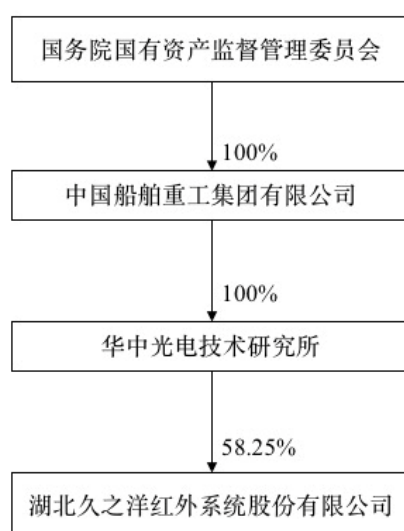 国务院国有资产监督管理委员会
100%
中国船舶重工集团有限公司
100%
华中光电技术研究所
58.25%
湖北久之洋红外系统股份有限公司